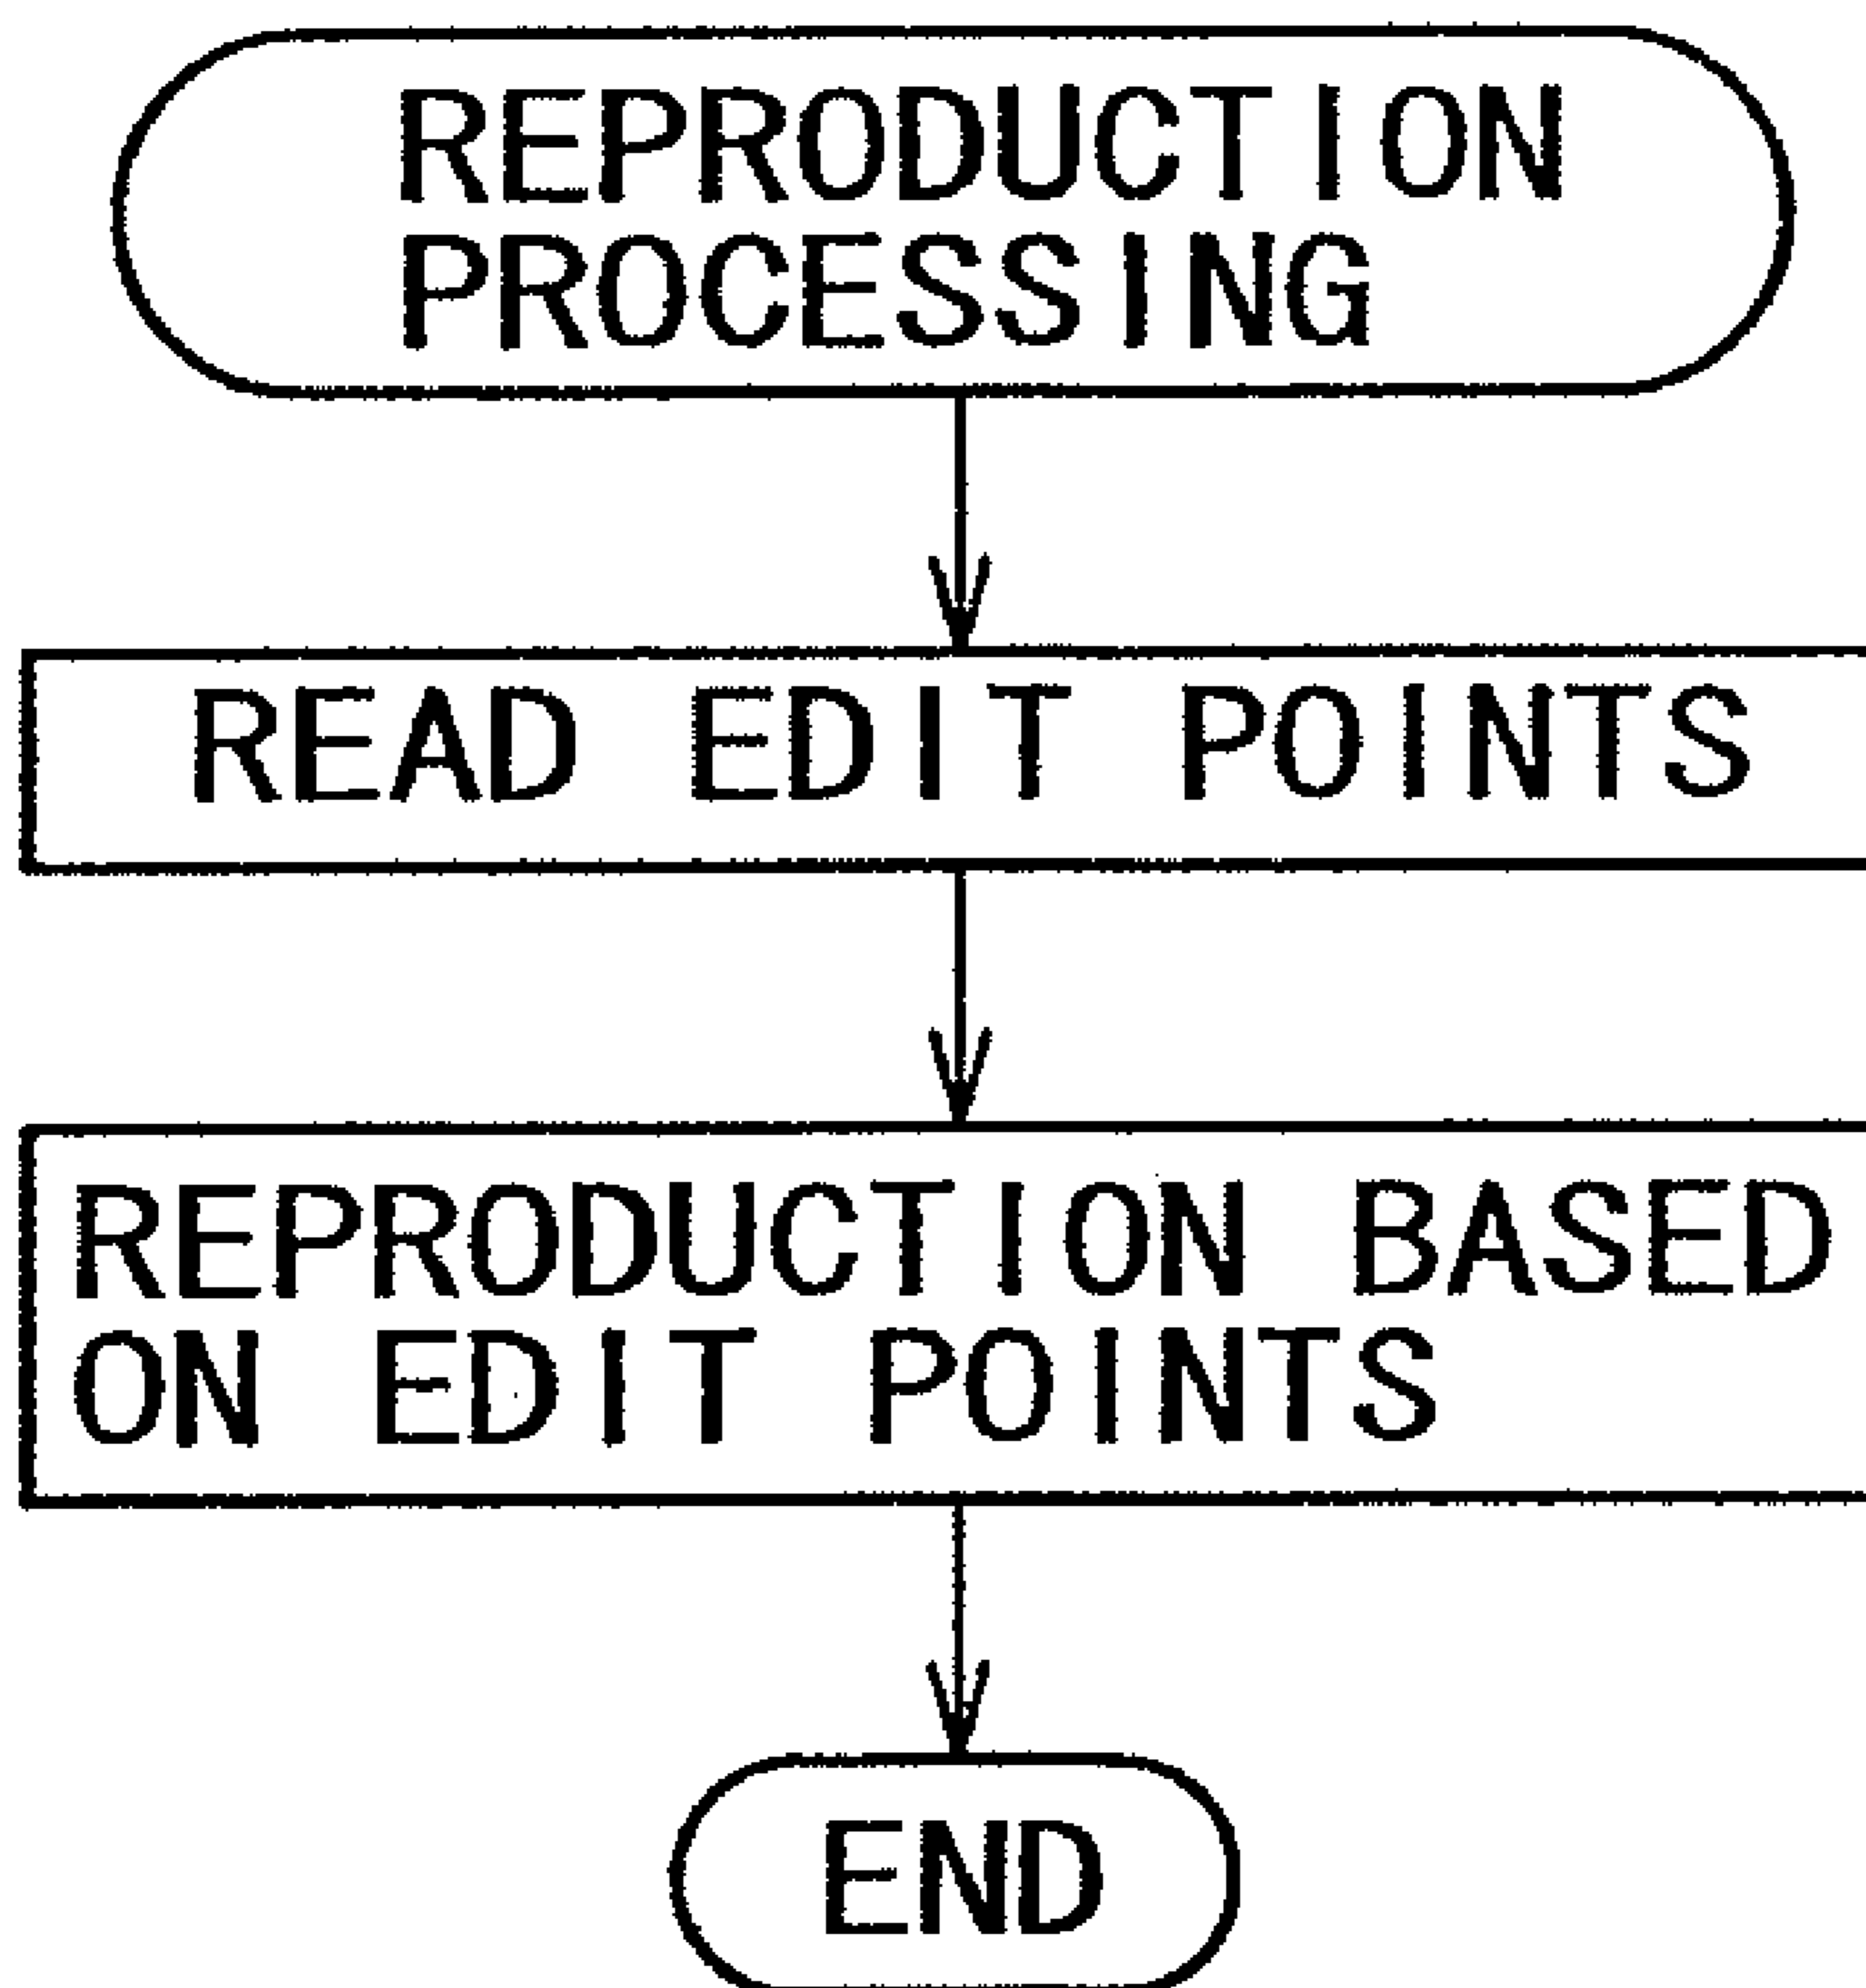 REPRODUCTION
PROCESSING
READ EDIT POINTS
REPRODUCTION BASED
ON EDIT POINTS
END